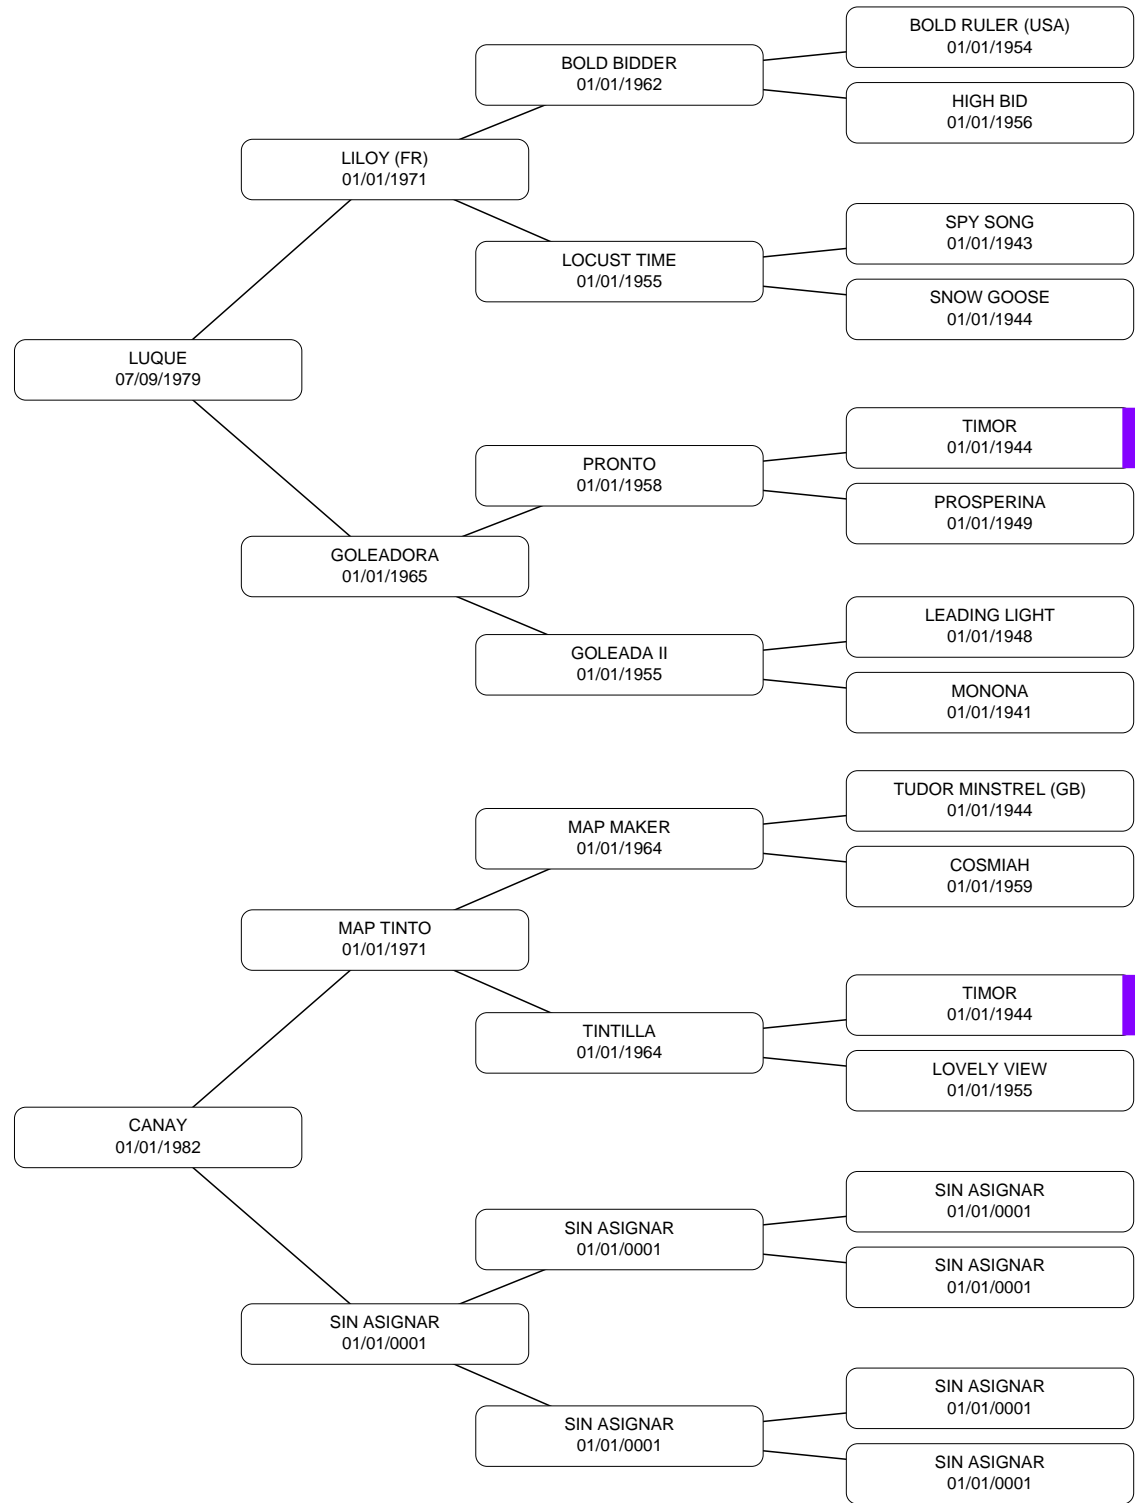 BOLD RULER (USA)
01/01/1954
BOLD BIDDER
01/01/1962
HIGH BID
01/01/1956
LILOY (FR)
01/01/1971
SPY SONG
01/01/1943
LOCUST TIME
01/01/1955
SNOW GOOSE
01/01/1944
LUQUE
07/09/1979
TIMOR
01/01/1944
PRONTO
01/01/1958
PROSPERINA
01/01/1949
GOLEADORA
01/01/1965
LEADING LIGHT
01/01/1948
GOLEADA II
01/01/1955
MONONA
01/01/1941
TUDOR MINSTREL (GB)
01/01/1944
MAP MAKER
01/01/1964
COSMIAH
01/01/1959
MAP TINTO
01/01/1971
TIMOR
01/01/1944
TINTILLA
01/01/1964
LOVELY VIEW
01/01/1955
CANAY
01/01/1982
SIN ASIGNAR
01/01/0001
SIN ASIGNAR
01/01/0001
SIN ASIGNAR
01/01/0001
SIN ASIGNAR
01/01/0001
SIN ASIGNAR
01/01/0001
SIN ASIGNAR
01/01/0001
SIN ASIGNAR
01/01/0001